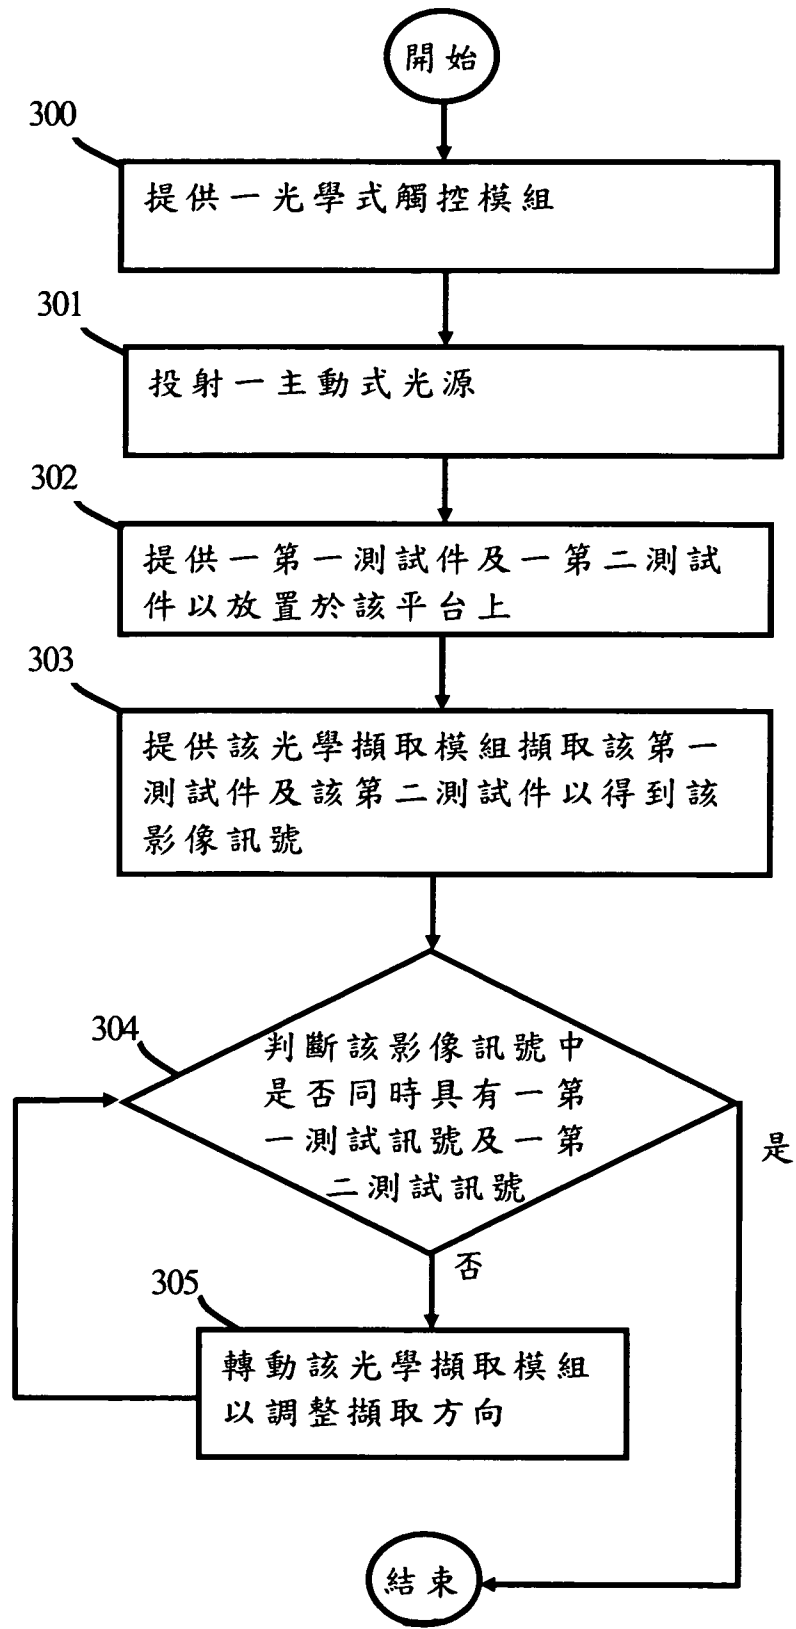 開始
300
提供一光學式觸控模組
301
投射一主動式光源
302
提供一第一測試件及一第二測試
件以放置於該平台上
303
提供該光學擷取模組擷取該第一
測試件及該第二測試件以得到該
影像訊號
304
判斷該影像訊號中
是否同時具有一第
一測試訊號及一第
二測試訊號
是
否
305
轉動該光學擷取模組
以調整擷取方向
結束